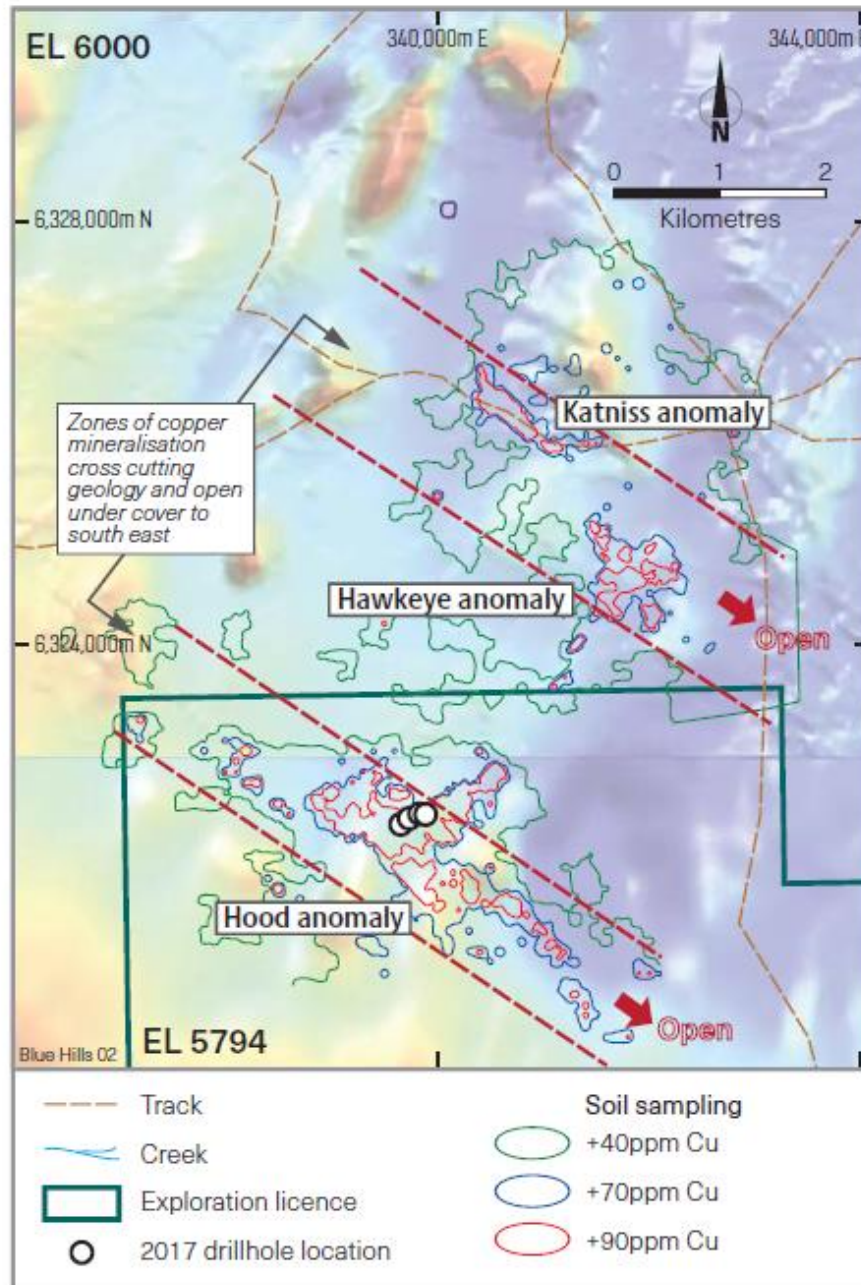 EL 6000
340,000m E
344,000m E
N
0 1 2
Kilometres
6,328,000m N
Katniss anomaly
Zones of copper
mineralisation
cross cutting
geology and open
under cover to
south east
Hawkeye anomaly
6,324,000m N
Open
Hood anomaly
Open
Blue Hills 02
EL 5794
Track
Creek
Exploration licence
2017 drillhole location
Soil sampling
+40ppm Cu
+70ppm Cu
+90ppm Cu